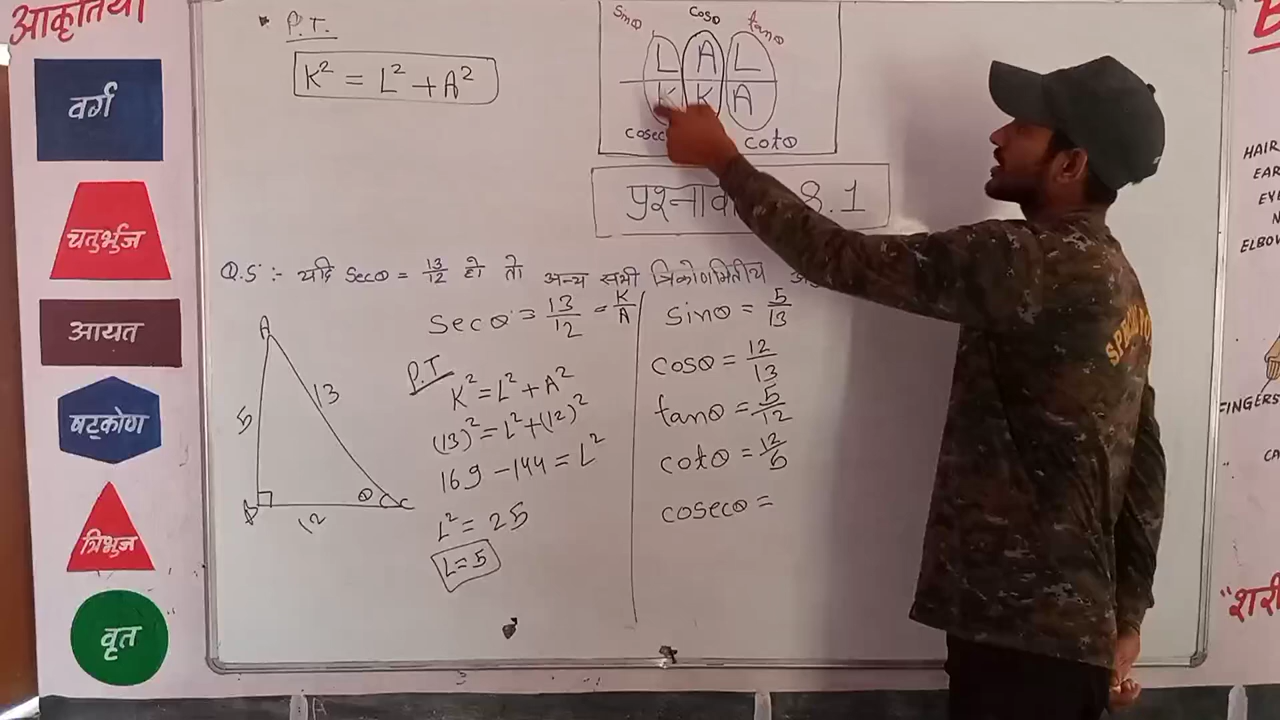 आकृतियाँ
वर्ग
चतुर्भुज
आयत
षट्कोण
त्रिभुज
वृत
P.T.
K² = L² + A²
sinθ cosθ tanθ
L A L
K K A
cosec cotθ
8.1
Q.5 :- यदि Secθ = 13/12 हो तो अन्य सभी त्रिकोणमितीय
A
5
13
B
12
θ
C
Secθ = 13/12 = K/A
P.T
K² = L² + A²
(13)² = L² + (12)²
169 - 144 = L²
L² = 25
L = 5
sinθ = 5/13
cosθ = 12/13
tanθ = 5/12
cotθ = 12/5
cosecθ =
HAIR
EAR
ELBOW
FINGERS